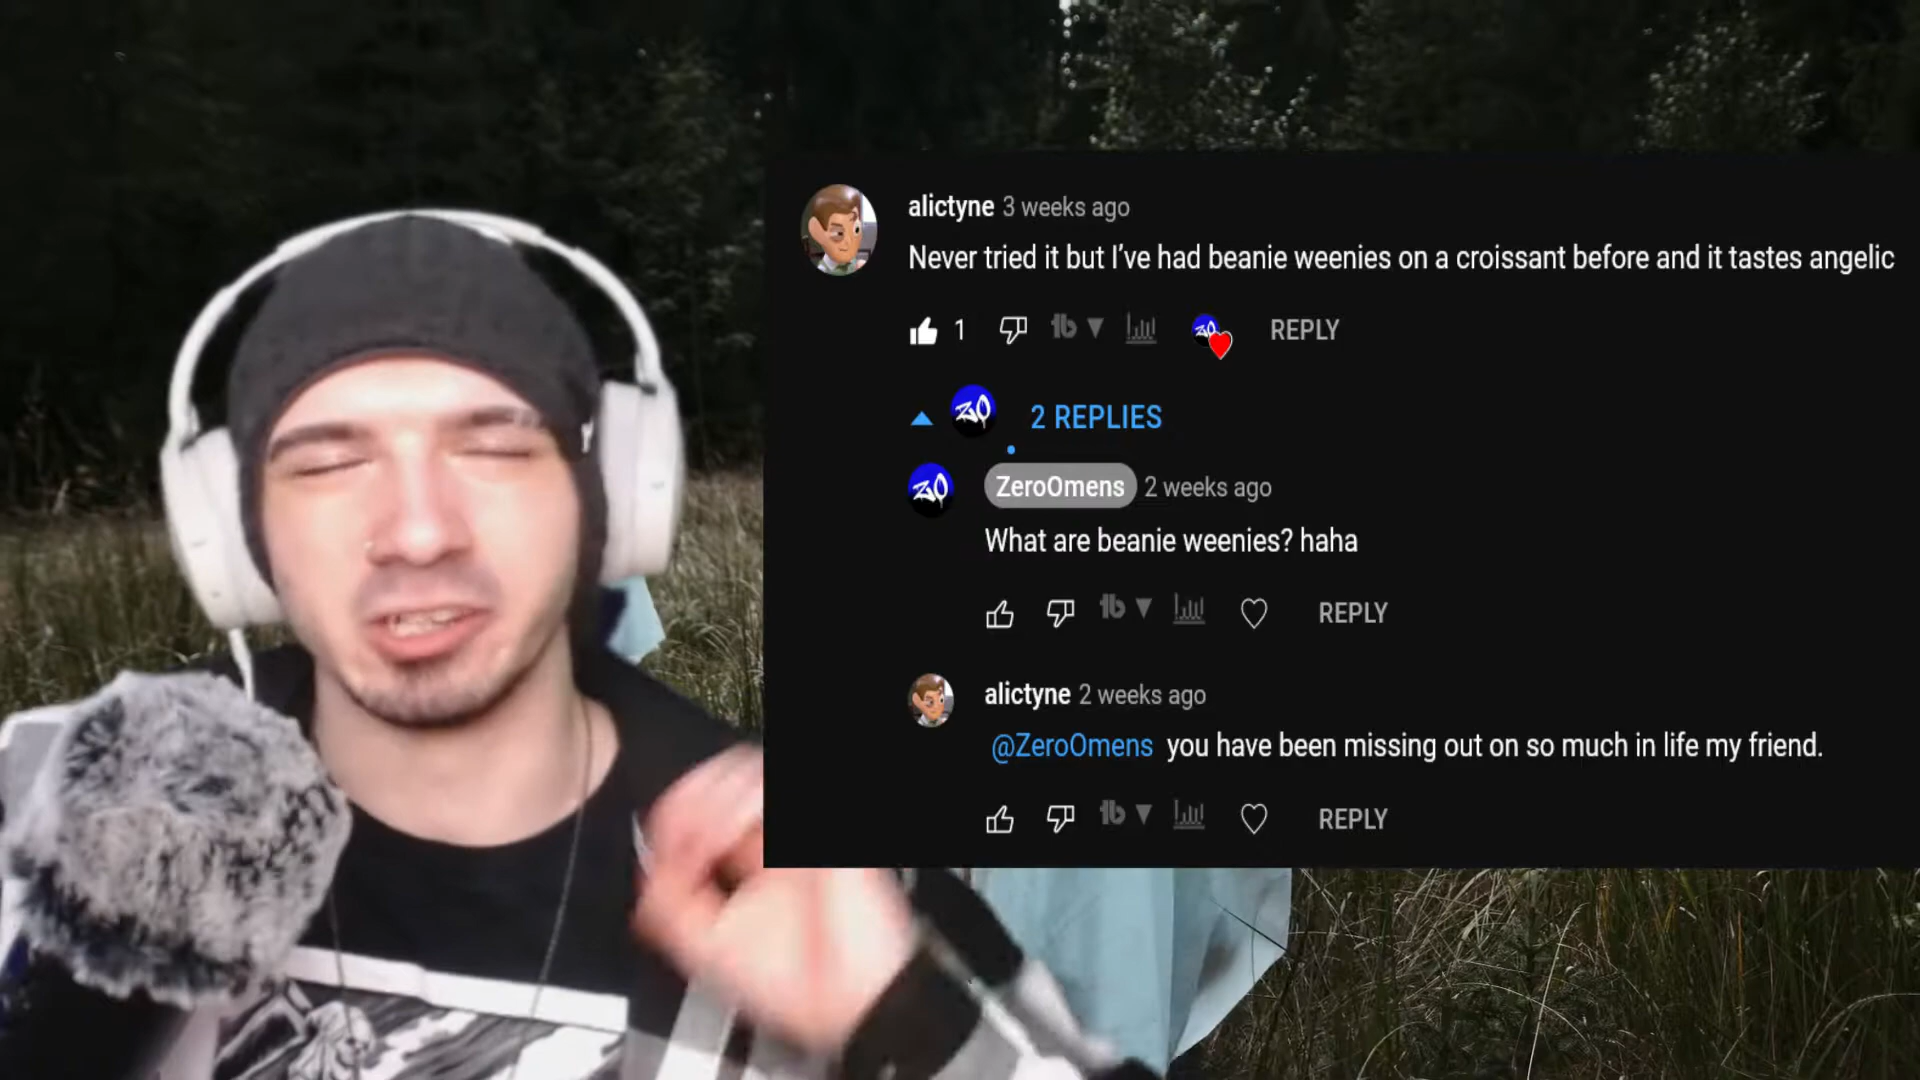 alictyne 3 weeks ago
Never tried it but I've had beanie weenies on a croissant before and it tastes angelic
1 REPLY
ZO 2 REPLIES
ZO ZeroOmens 2 weeks ago
What are beanie weenies? haha
REPLY
alictyne 2 weeks ago
@ZeroOmens you have been missing out on so much in life my friend.
REPLY